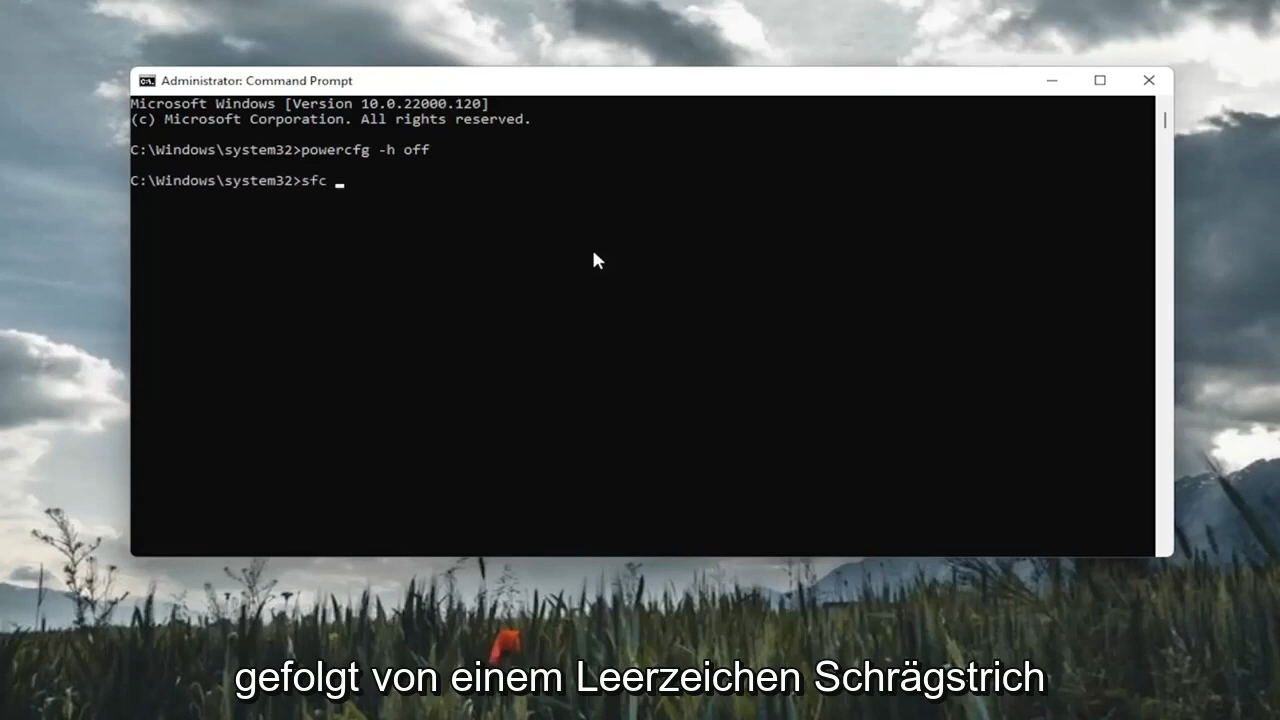 Administrator: Command Prompt
Microsoft Windows [Version 10.0.22000.120]
(c) Microsoft Corporation. All rights reserved.
C:\Windows\system32>powercfg -h off
C:\Windows\system32>sfc
gefolgt von einem Leerzeichen Schrägstrich